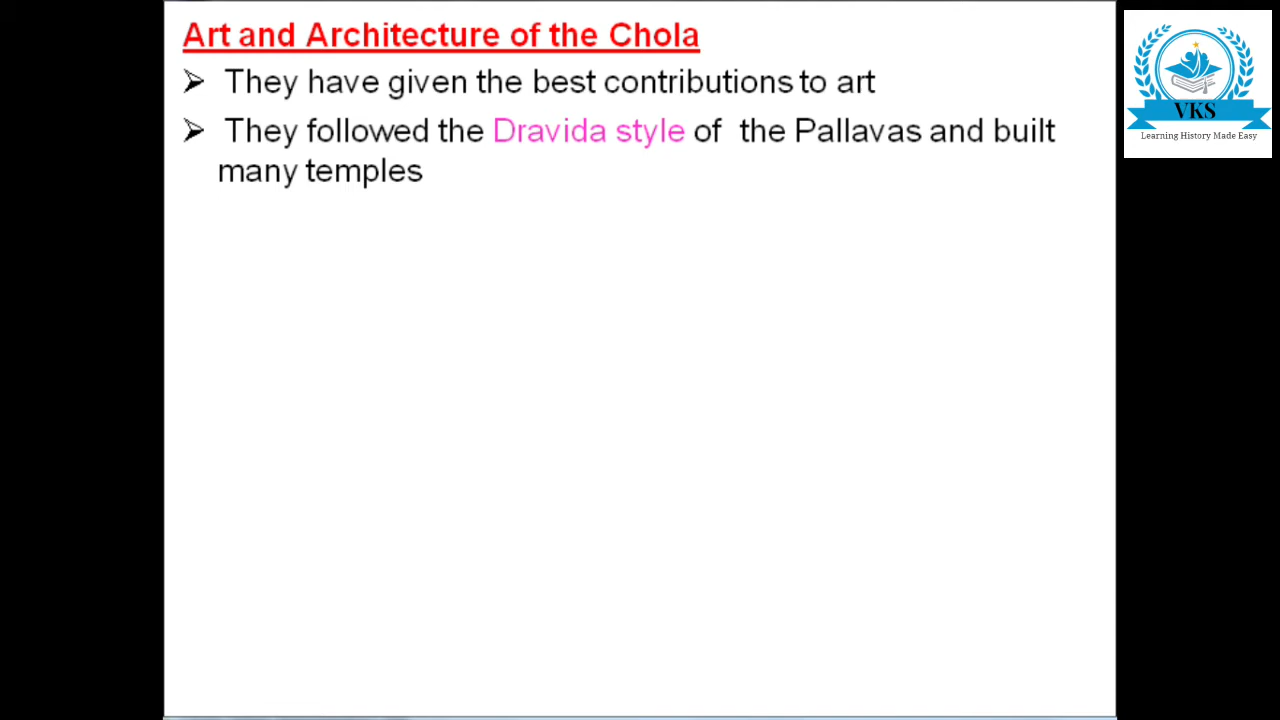 Art and Architecture of the Chola
➢ They have given the best contributions to art
➢ They followed the Dravida style of the Pallavas and built
many temples
VKS
Learning History Made Easy